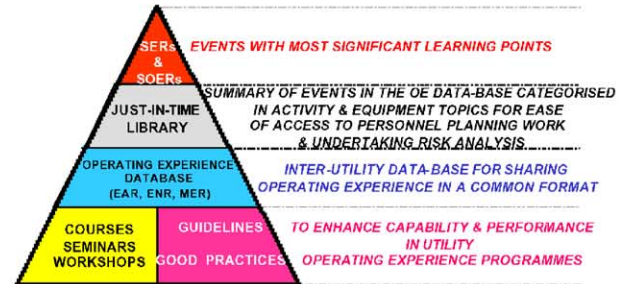 SERs
&
SOERs
EVENTS WITH MOST SIGNIFICANT LEARNING POINTS
JUST-IN-TIME
LIBRARY
SUMMARY OF EVENTS IN THE OE DATA-BASE CATEGORISED
IN ACTIVITY & EQUIPMENT TOPICS FOR EASE
OF ACCESS TO PERSONNEL PLANNING WORK
& UNDERTAKING RISK ANALYSIS
OPERATING EXPERIENCE
DATABASE
(EAR, ENR, MER)
INTER-UTILITY DATA-BASE FOR SHARING
OPERATING EXPERIENCE IN A COMMON FORMAT
COURSES
SEMINARS
WORKSHOPS
GUIDELINES
GOOD PRACTICES
TO ENHANCE CAPABILITY & PERFORMANCE
IN UTILITY
OPERATING EXPERIENCE PROGRAMMES